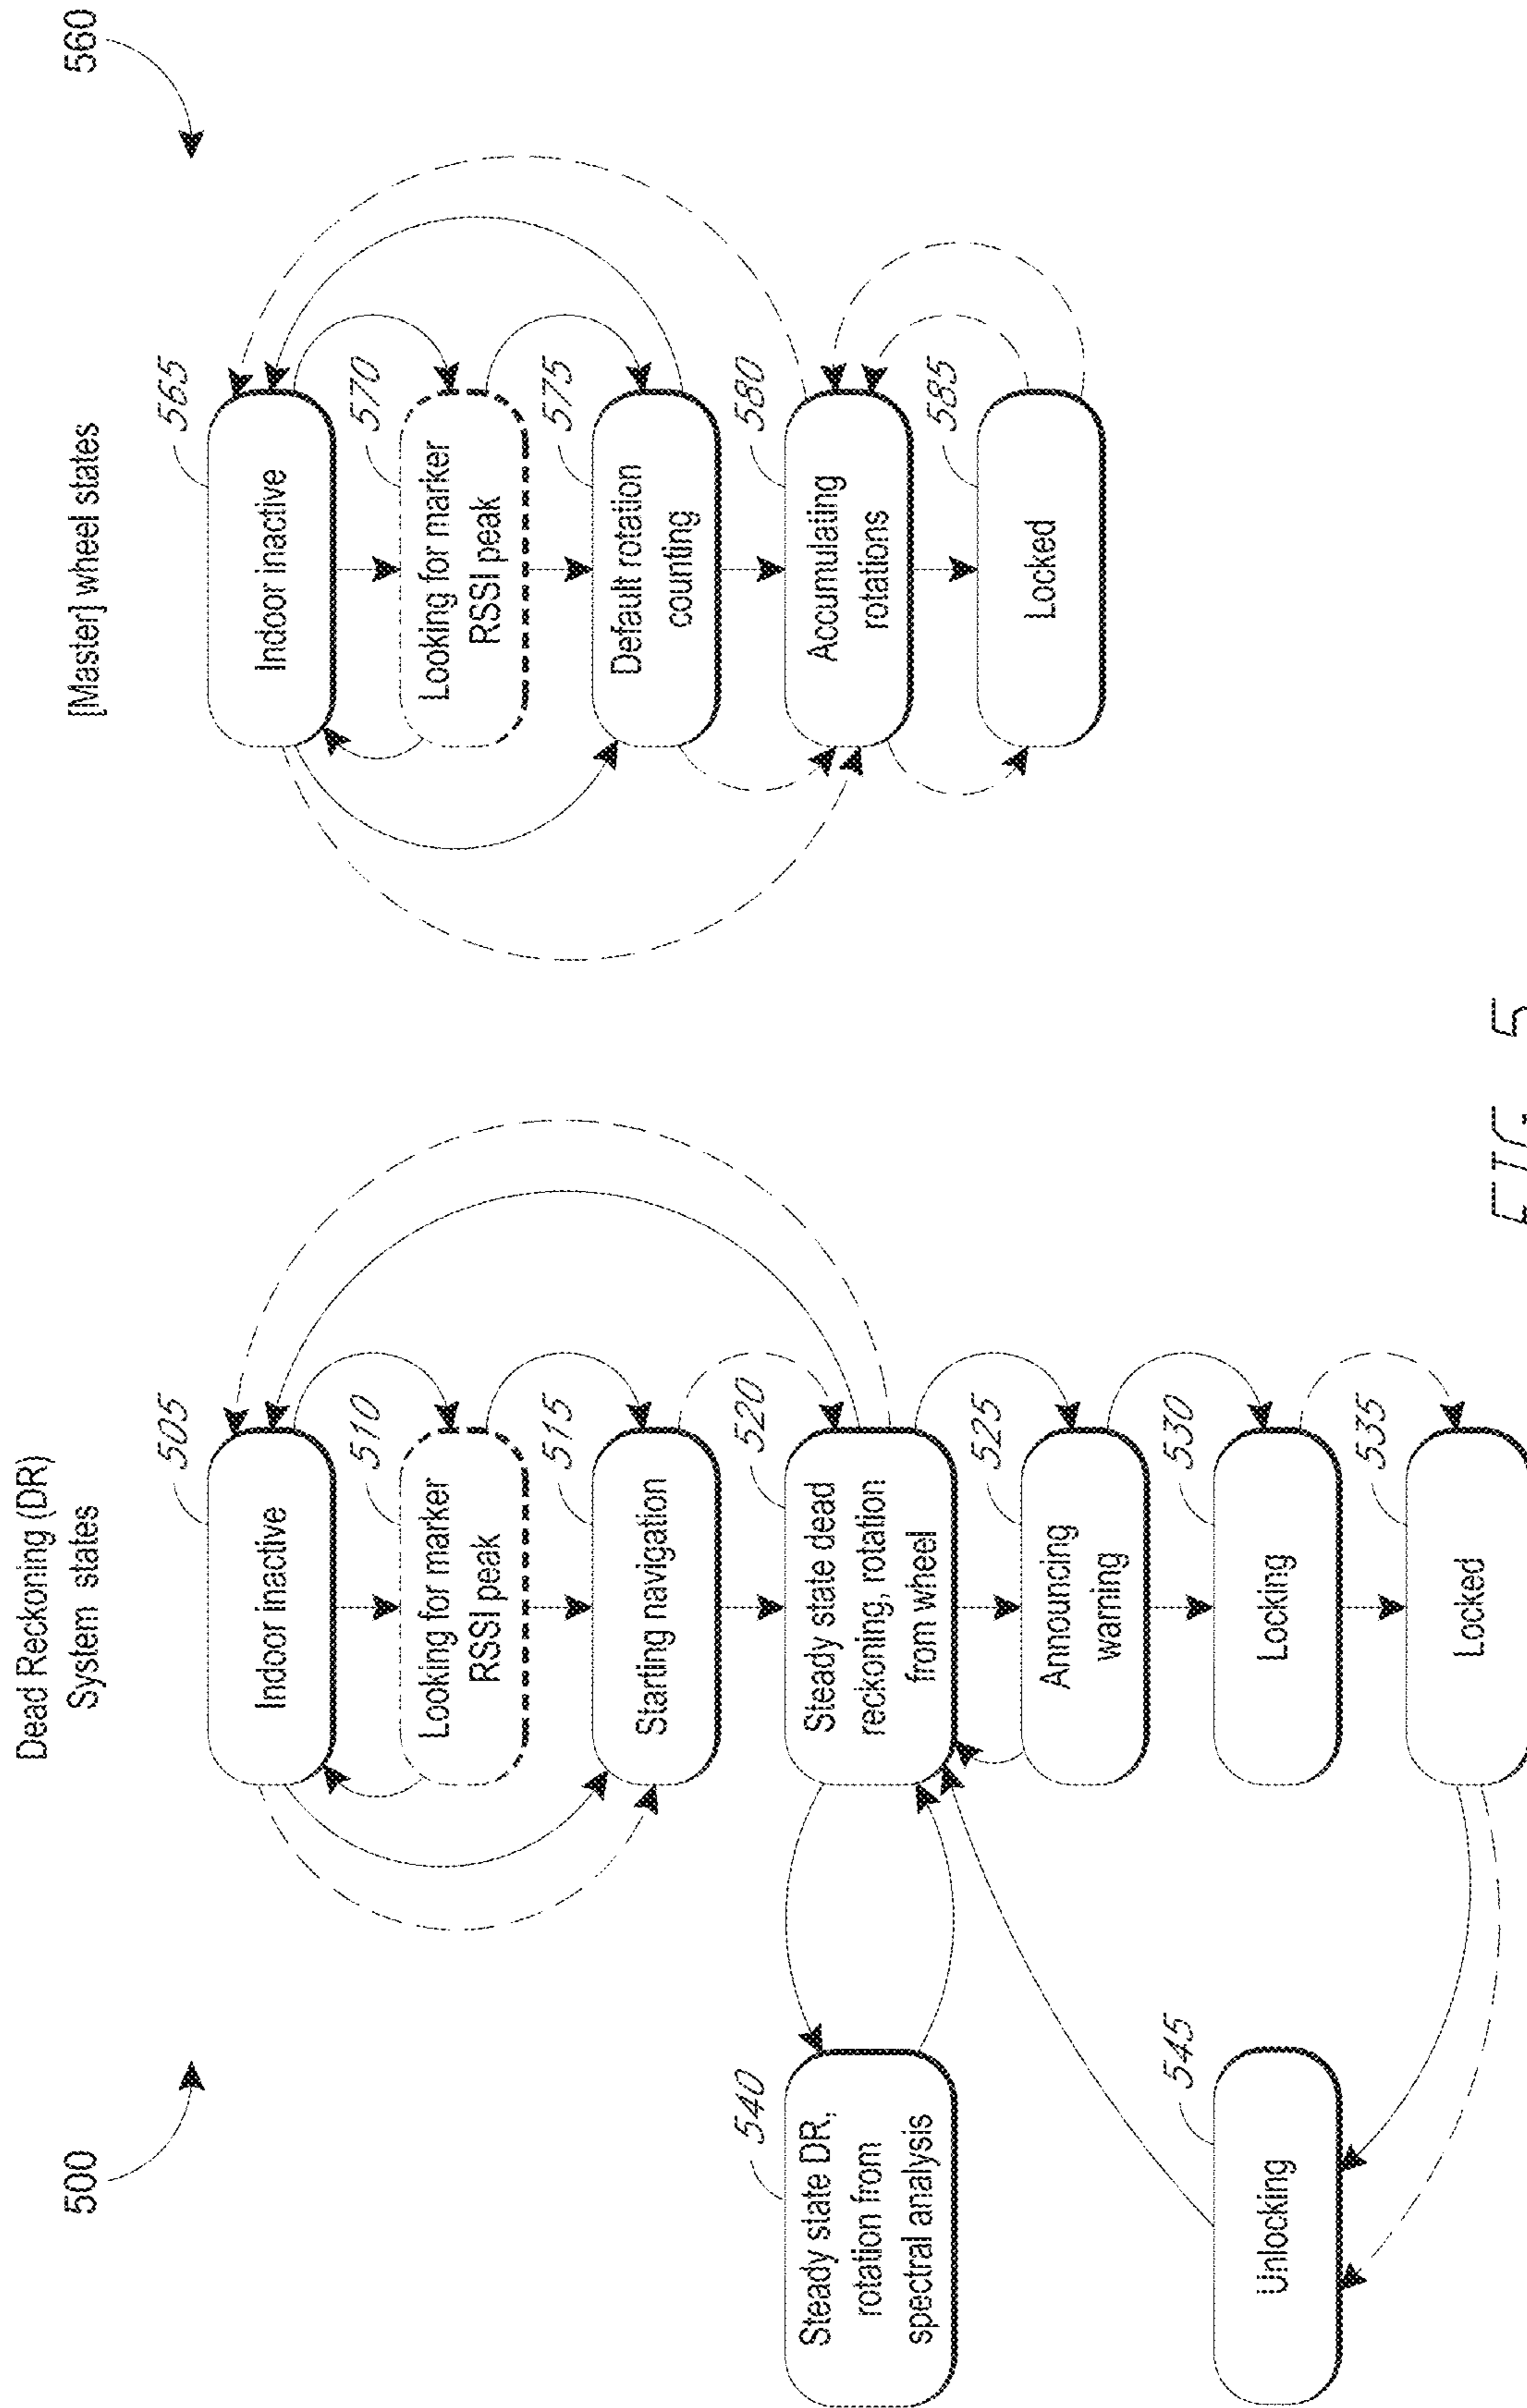 500
Dead Reckoning (DR)
System states
Indoor inactive
505
Looking for marker
RSSI peak
510
Starting navigation
515
Steady state dead
reckoning, rotation
from wheel
520
Announcing
warning
525
Locking
530
Locked
535
Steady state DR,
rotation from
spectral analysis
540
Unlocking
545
[Master] wheel states
560
Indoor inactive
565
Looking for marker
RSSI peak
570
Default rotation
counting
575
Accumulating
rotations
580
Locked
585
FIG. 5